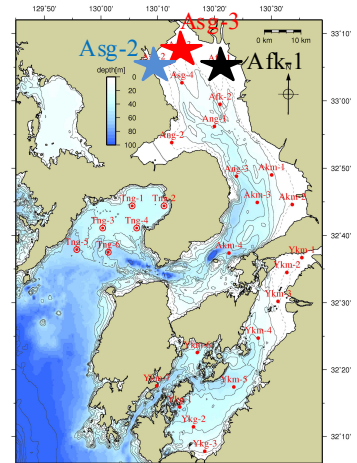 129°50' 130°00' 130°10' 130°20' 130°30'
Asg-3
Asg-2
Afk-1
0 km 10 km
depth[m]
0
20
40
60
80
100
33°10'
33°00'
32°50'
32°40'
32°30'
32°20'
32°10'
Asg-4
Afk-2
Ang-1
Ang-2
Ang-3
Akm-1
Akm-3
Akm-2
Akm-4
Tng-1
Tng-2
Tng-3
Tng-4
Tng-5
Tng-6
Ykm-1
Ykm-2
Ykm-3
Ykm-4
Ykm-5
Ykg-2
Ykg-3